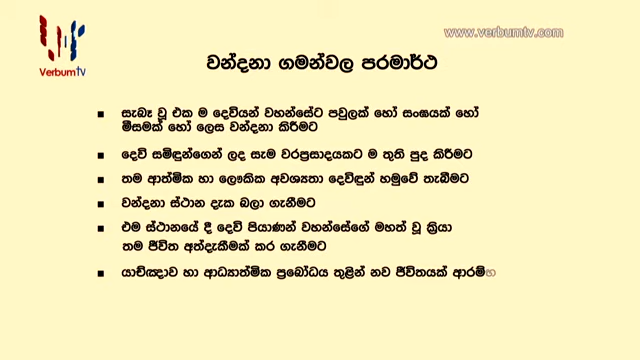 www.verbumtv.com
VerbumTV
වන්දනා ගමන්වල පරමාර්ථ
සැබෑ වූ එක ම දෙවියන් වහන්සේට පවුලක් හෝ සංඝයක් හෝ
මීසමක් හෝ ලෙස වන්දනා කිරීමට
දෙව් සමිඳුන්ගෙන් ලද සැම වරප්‍රසාදයකට ම තුති පුද කිරීමට
තම ආත්මික හා ලෞකික අවශ්‍යතා දෙවිඳුන් හමුවේ තැබීමට
වන්දනා ස්ථාන දැක බලා ගැනීමට
එම ස්ථානයේ දී දෙව් පියාණන් වහන්සේගේ මහත් වූ ක්‍රියා
තම ජීවිත අත්දැකීමක් කර ගැනීමට
යාච්ඤාව හා ආධ්‍යාත්මික ප්‍රබෝධය තුළින් නව ජීවිතයක් ආරම්භ